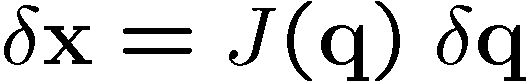 δx = J(q) δq